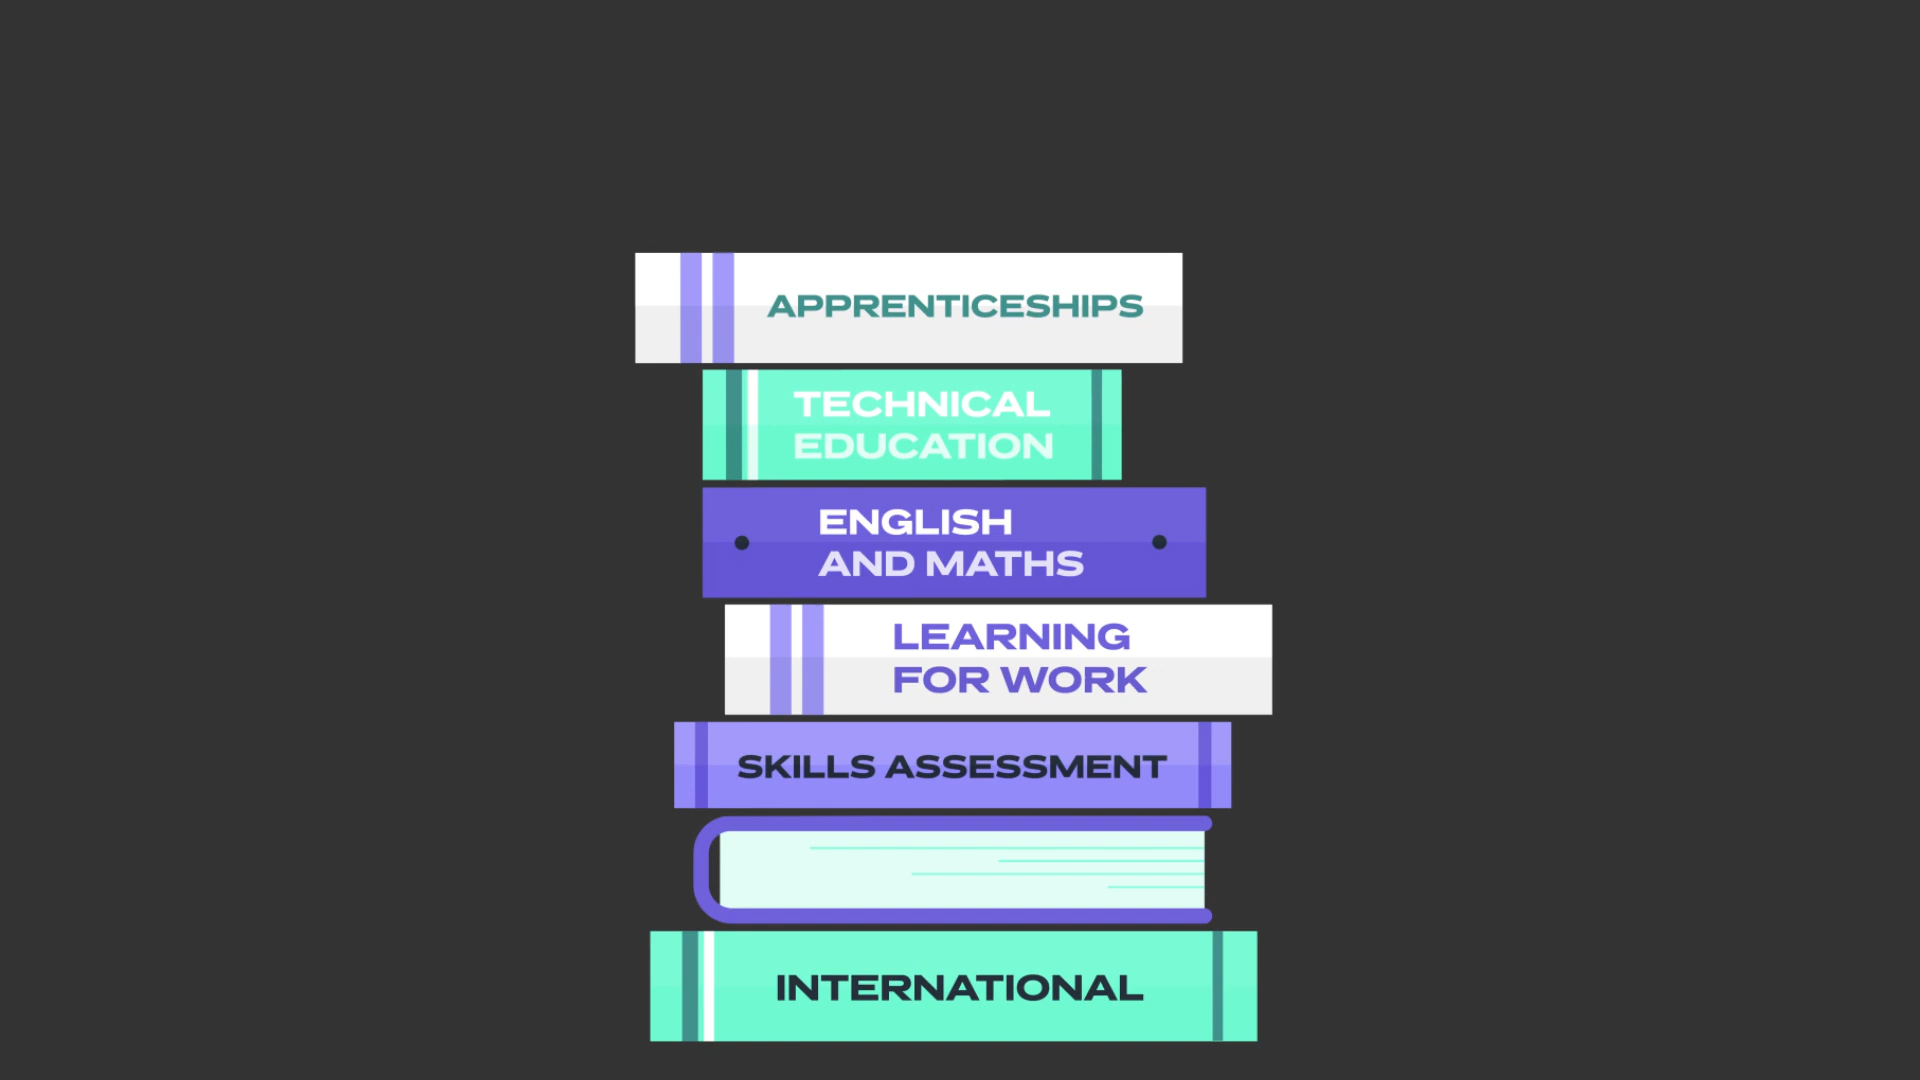 APPRENTICESHIPS
TECHNICAL
EDUCATION
ENGLISH
AND MATHS
LEARNING
FOR WORK
SKILLS ASSESSMENT
INTERNATIONAL